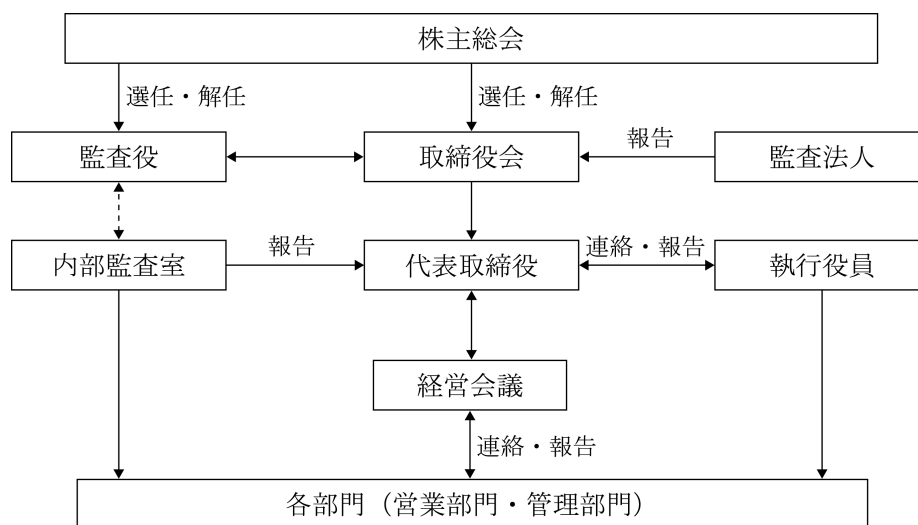 株主総会
選任・解任
選任・解任
監査役
取締役会
報告
監査法人
内部監査室
報告
代表取締役
連絡・報告
執行役員
経営会議
連絡・報告
各部門（営業部門・管理部門）